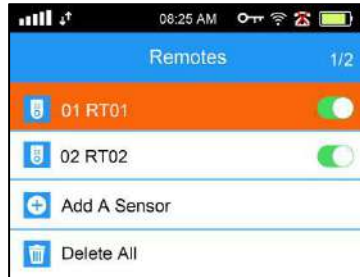 08:25 AM
Remotes 1/2
01 RT01
02 RT02
Add A Sensor
Delete All